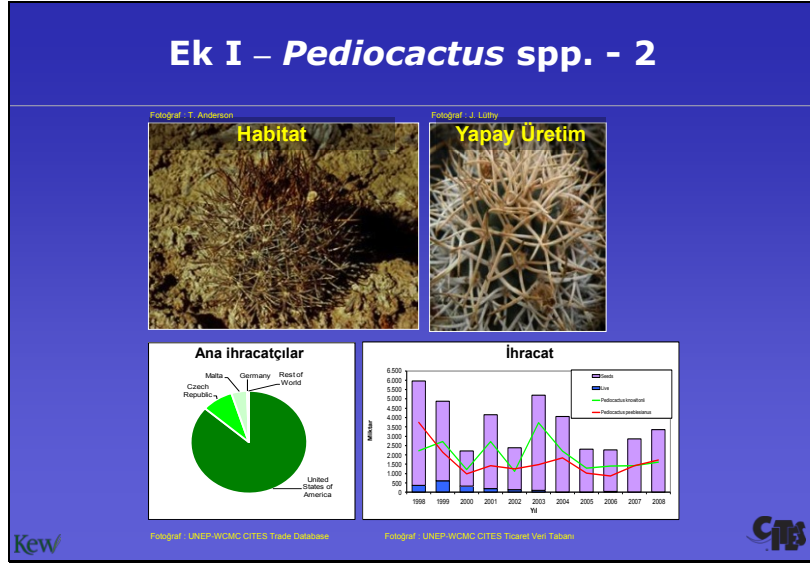 Ek I – Pediocactus spp. - 2
Fotoğraf : T. Anderson
Fotoğraf : J. Lüthy
Habitat
Yapay Üretim
Ana ihracatçılar
Malta
Germany
Rest of
World
Czech
Republic
United
States of
America
İhracat
6.500
6.000
5.500
5.000
4.500
4.000
3.500
3.000
2.500
2.000
1.500
1.000
500
0
Miktar
Seeds
Live
Pediocactus knowltonii
Pediocactus peeblesianus
1998 1999 2000 2001 2002 2003 2004 2005 2006 2007 2008
Yıl
Kew
Fotoğraf : UNEP-WCMC CITES Trade Database
Fotoğraf : UNEP-WCMC CITES Ticaret Veri Tabanı
CITES